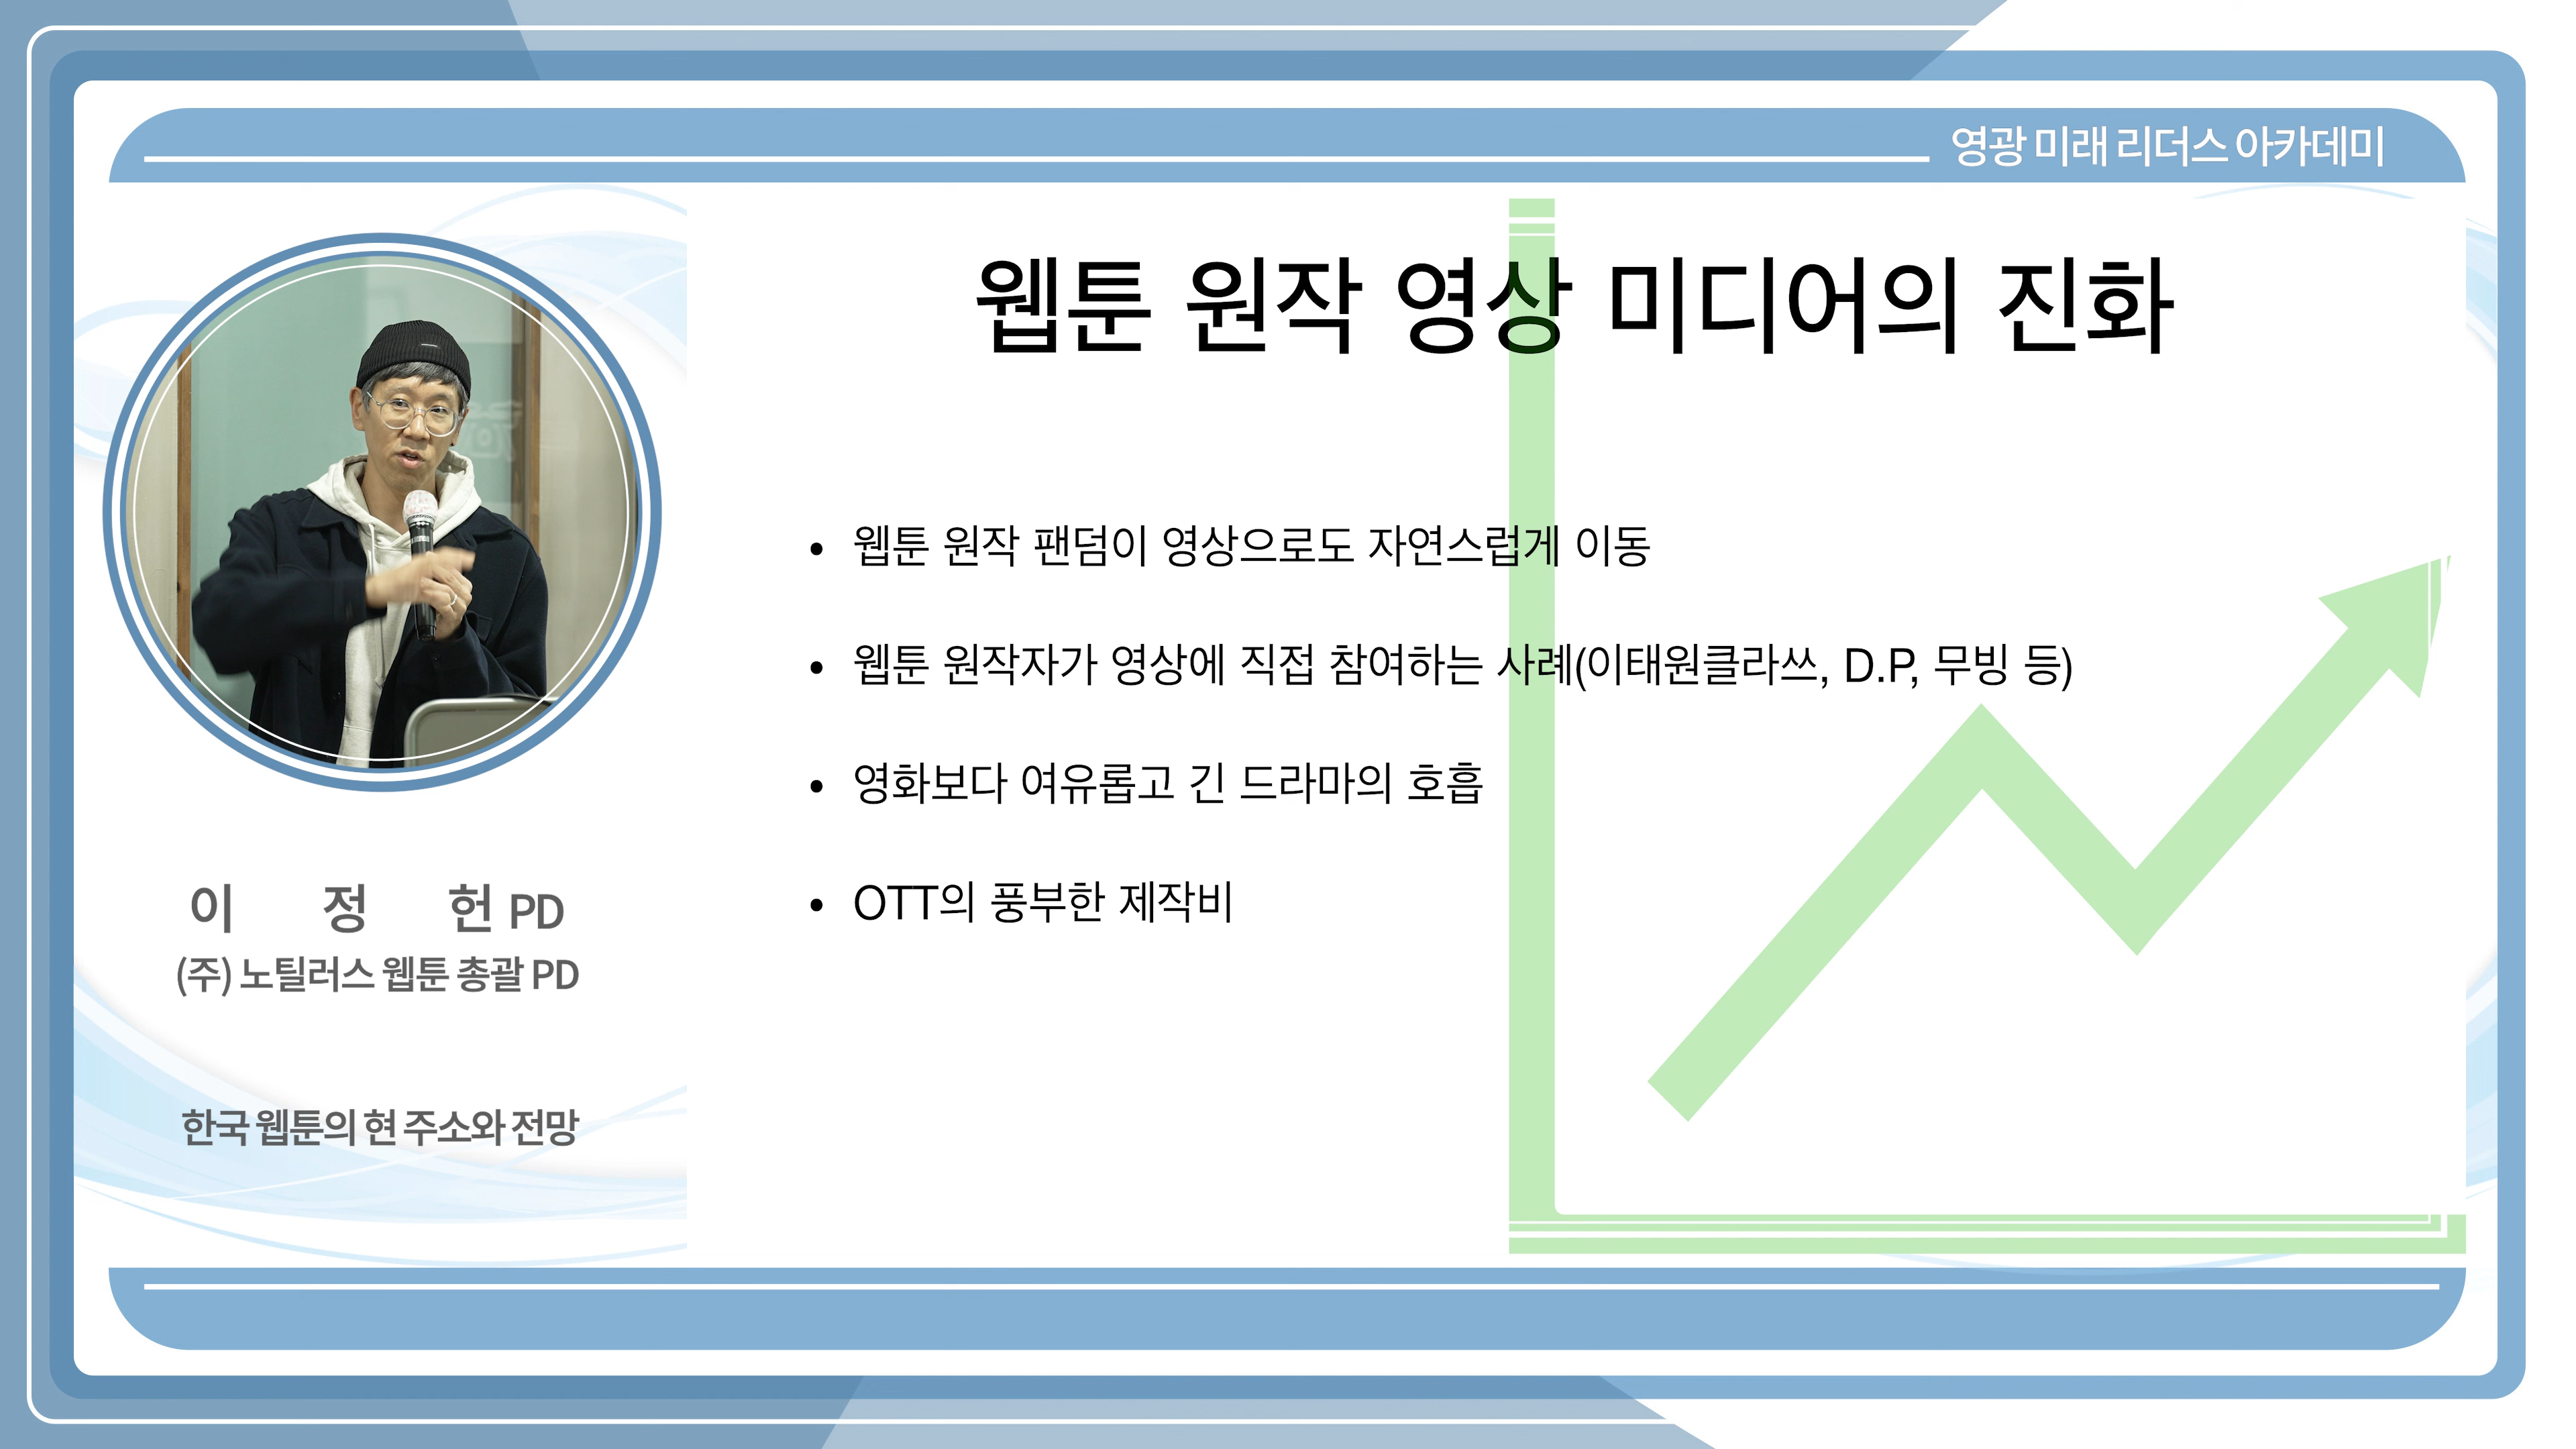 영광 미래 리더스 아카데미
웹툰 원작 영상 미디어의 진화
• 웹툰 원작 팬덤이 영상으로도 자연스럽게 이동
• 웹툰 원작자가 영상에 직접 참여하는 사례(이태원클라쓰, D.P, 무빙 등)
• 영화보다 여유롭고 긴 드라마의 호흡
• OTT의 풍부한 제작비
이 정 헌 PD
(주) 노틸러스 웹툰 총괄 PD
한국 웹툰의 현 주소와 전망